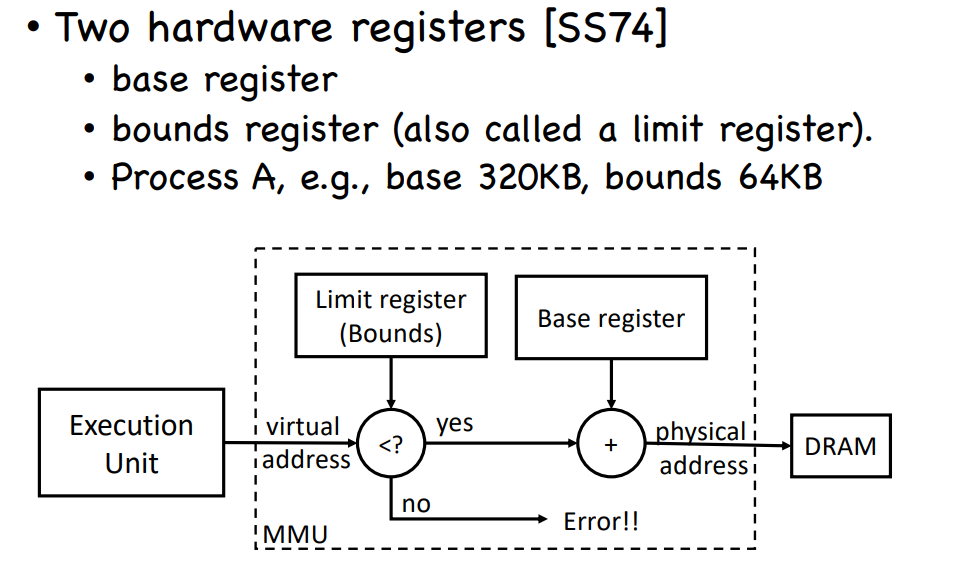 • Two hardware registers [SS74]
• base register
• bounds register (also called a limit register).
• Process A, e.g., base 320KB, bounds 64KB
Limit register
(Bounds)
Base register
Execution
Unit
virtual
address
<?
yes
+
physical
address
DRAM
no
Error!!
MMU